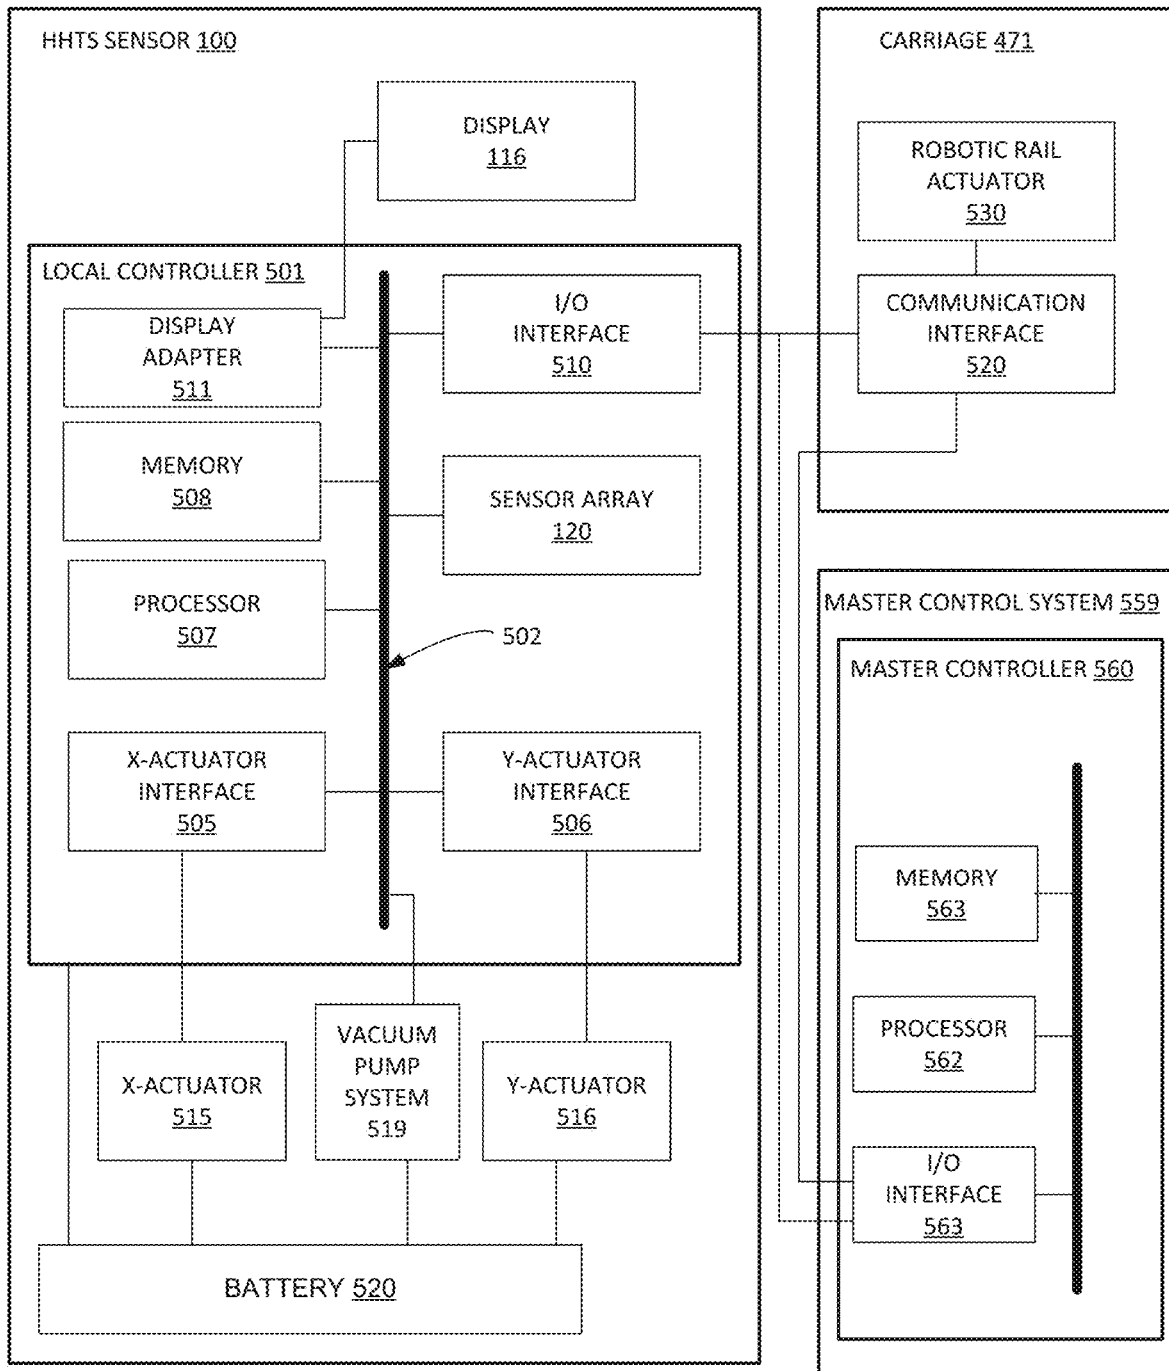 HHTS SENSOR 100
DISPLAY
116
LOCAL CONTROLLER 501
DISPLAY
ADAPTER
511
I/O
INTERFACE
510
MEMORY
508
SENSOR ARRAY
120
PROCESSOR
507
502
X-ACTUATOR
INTERFACE
505
Y-ACTUATOR
INTERFACE
506
X-ACTUATOR
515
VACUUM
PUMP
SYSTEM
519
Y-ACTUATOR
516
BATTERY 520
CARRIAGE 471
ROBOTIC RAIL
ACTUATOR
530
COMMUNICATION
INTERFACE
520
MASTER CONTROL SYSTEM 559
MASTER CONTROLLER 560
MEMORY
563
PROCESSOR
562
I/O
INTERFACE
563